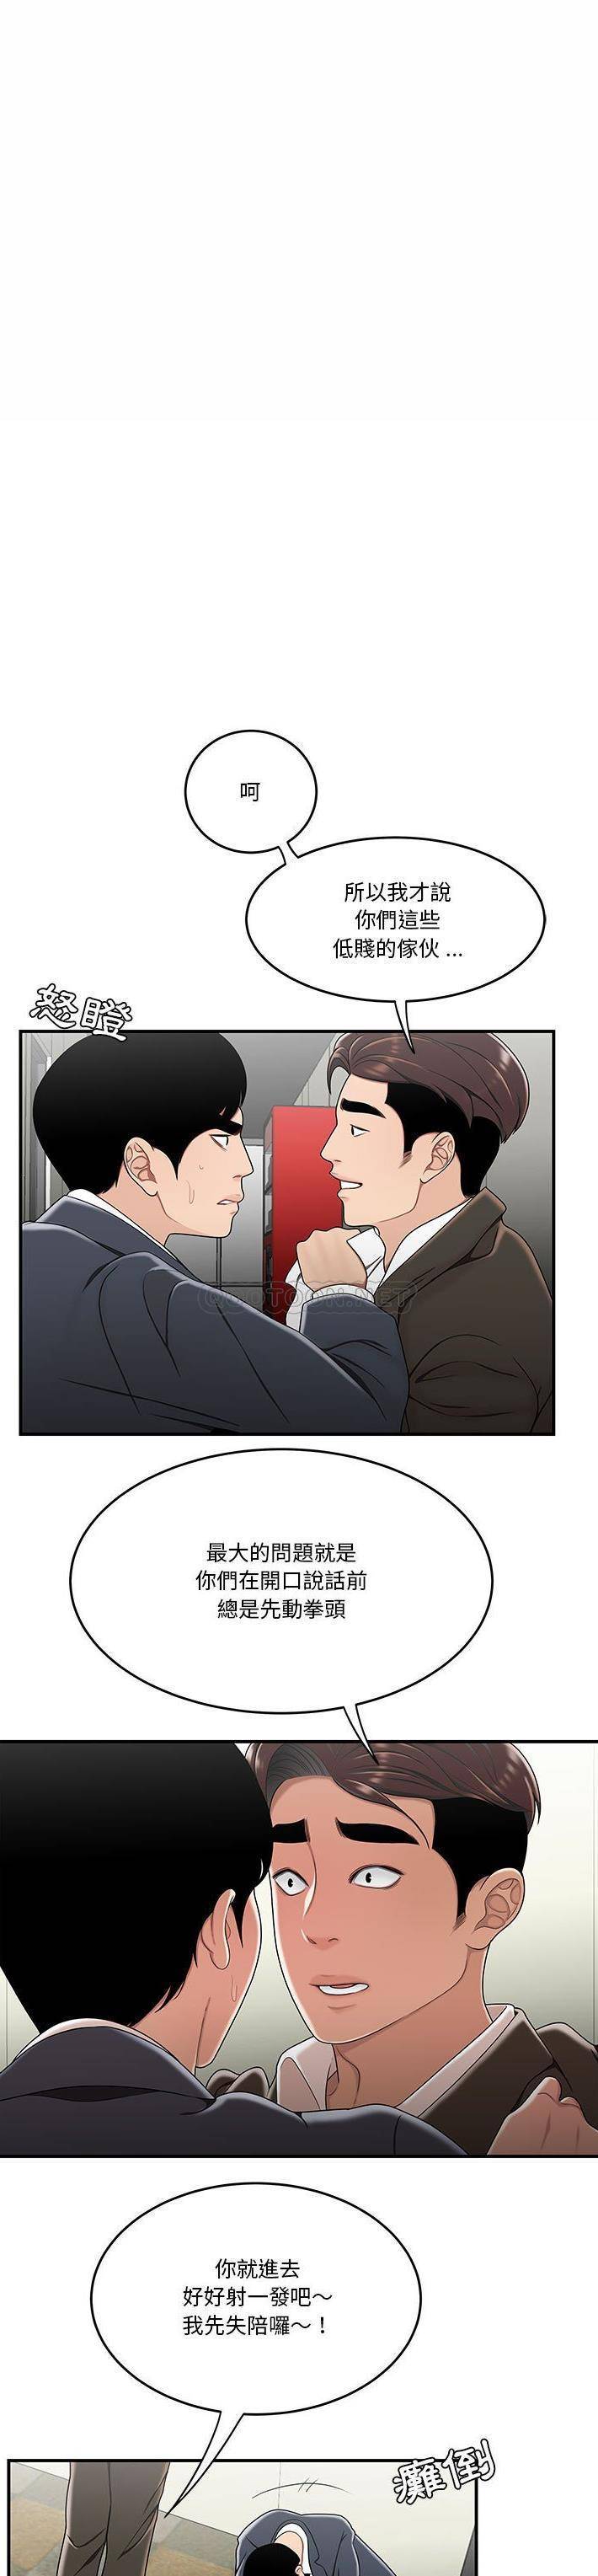 呵
所以我才說
你們這些
低賤的傢伙...
怒瞪
TOON.NET
最大的問題就是
你們在開口說話前
總是先動拳頭
你就進去
好好射一發吧～
我先失陪囉～！
癱倒